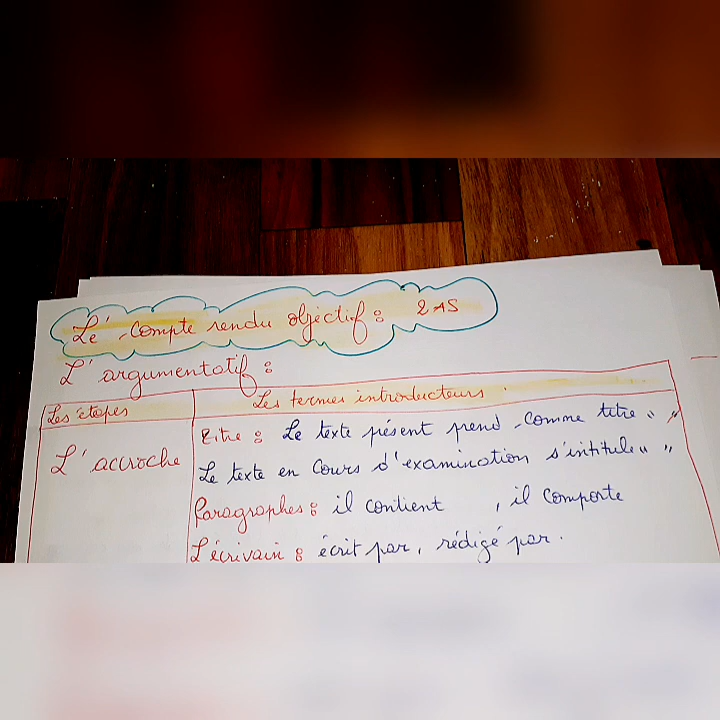 Le compte rendu objectif : 2AS
L'argumentatif :
Les étapes
Les termes introducteurs.
L'accroche
Titre : Le texte présent prend comme titre " "
Le texte en cours d'examination s'intitule " "
Paragraphes : il contient , il comporte
L'écrivain : écrit par, rédigé par.